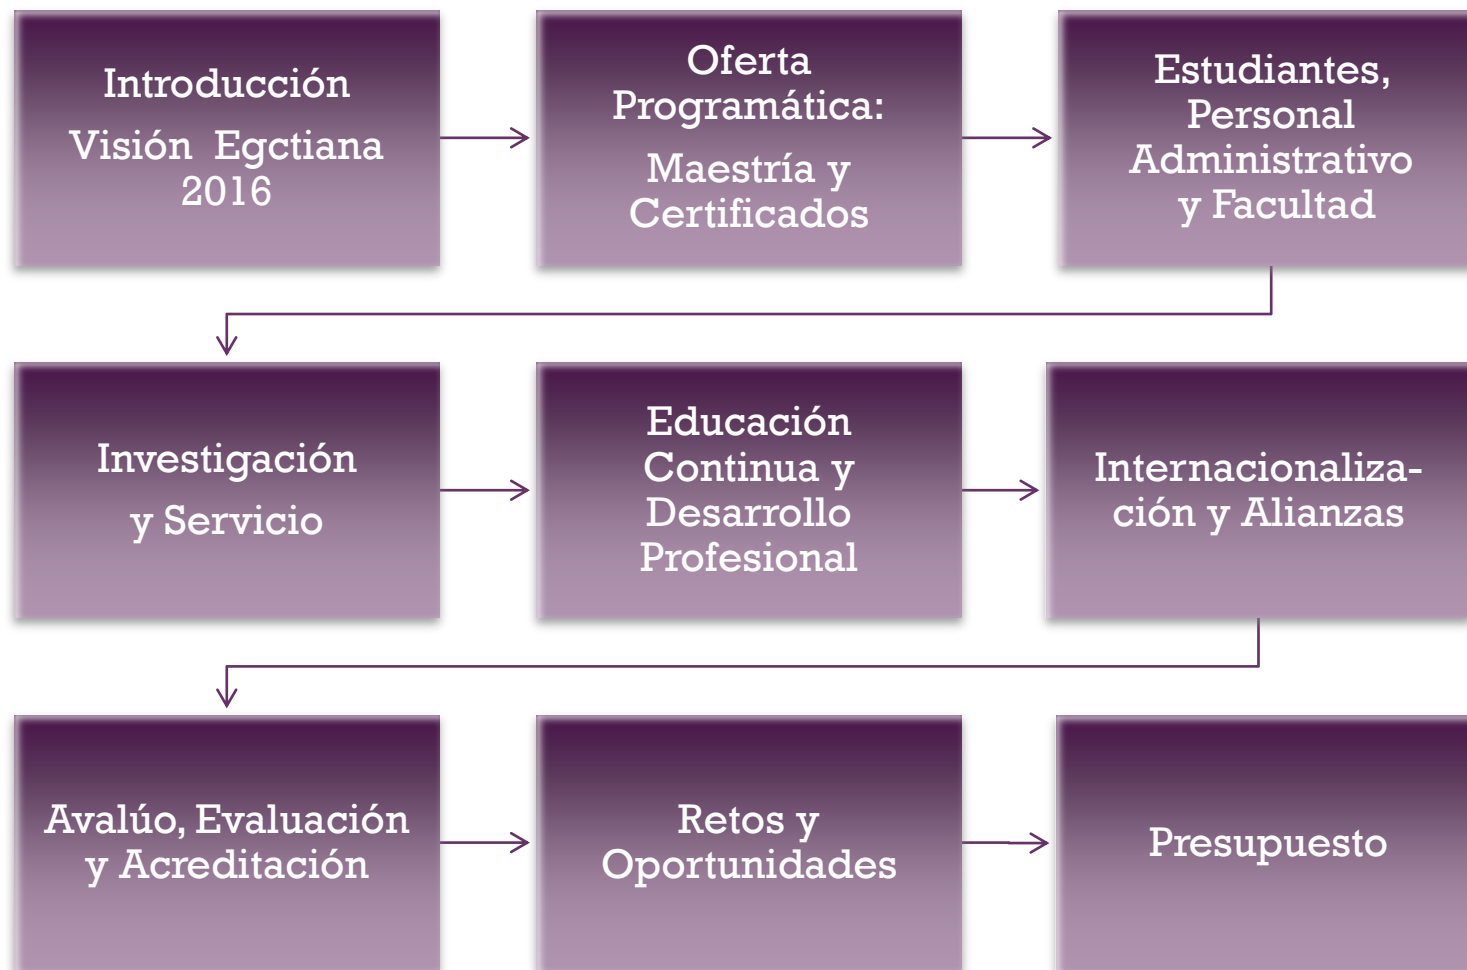 Introducción
Visión Egctiana
2016
Oferta
Programática:
Maestría y
Certificados
Estudiantes,
Personal
Administrativo
y Facultad
Investigación
y Servicio
Educación
Continua y
Desarrollo
Profesional
Internacionaliza-
ción y Alianzas
Avalúo, Evaluación
y Acreditación
Retos y
Oportunidades
Presupuesto